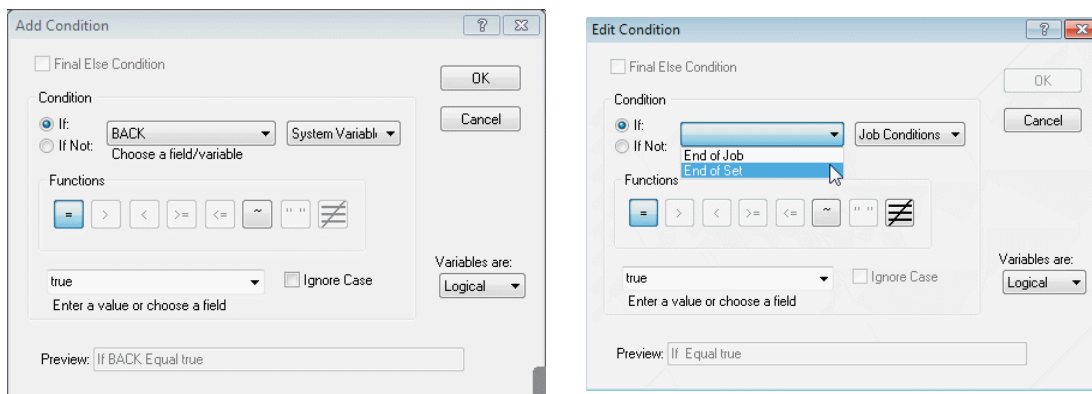 Add Condition
Final Else Condition
OK
Condition
If:
BACK
System Variabl
Cancel
If Not:
Choose a field/variable
Functions
= > < >= <= ~ " " ≠
true
Ignore Case
Variables are:
Logical
Enter a value or choose a field
Preview: If BACK Equal true
Edit Condition
Final Else Condition
OK
Condition
If:
Job Conditions
Cancel
If Not:
End of Job
End of Set
Functions
= > < >= <= ~ " " ≠
true
Ignore Case
Variables are:
Logical
Enter a value or choose a field
Preview: If Equal true